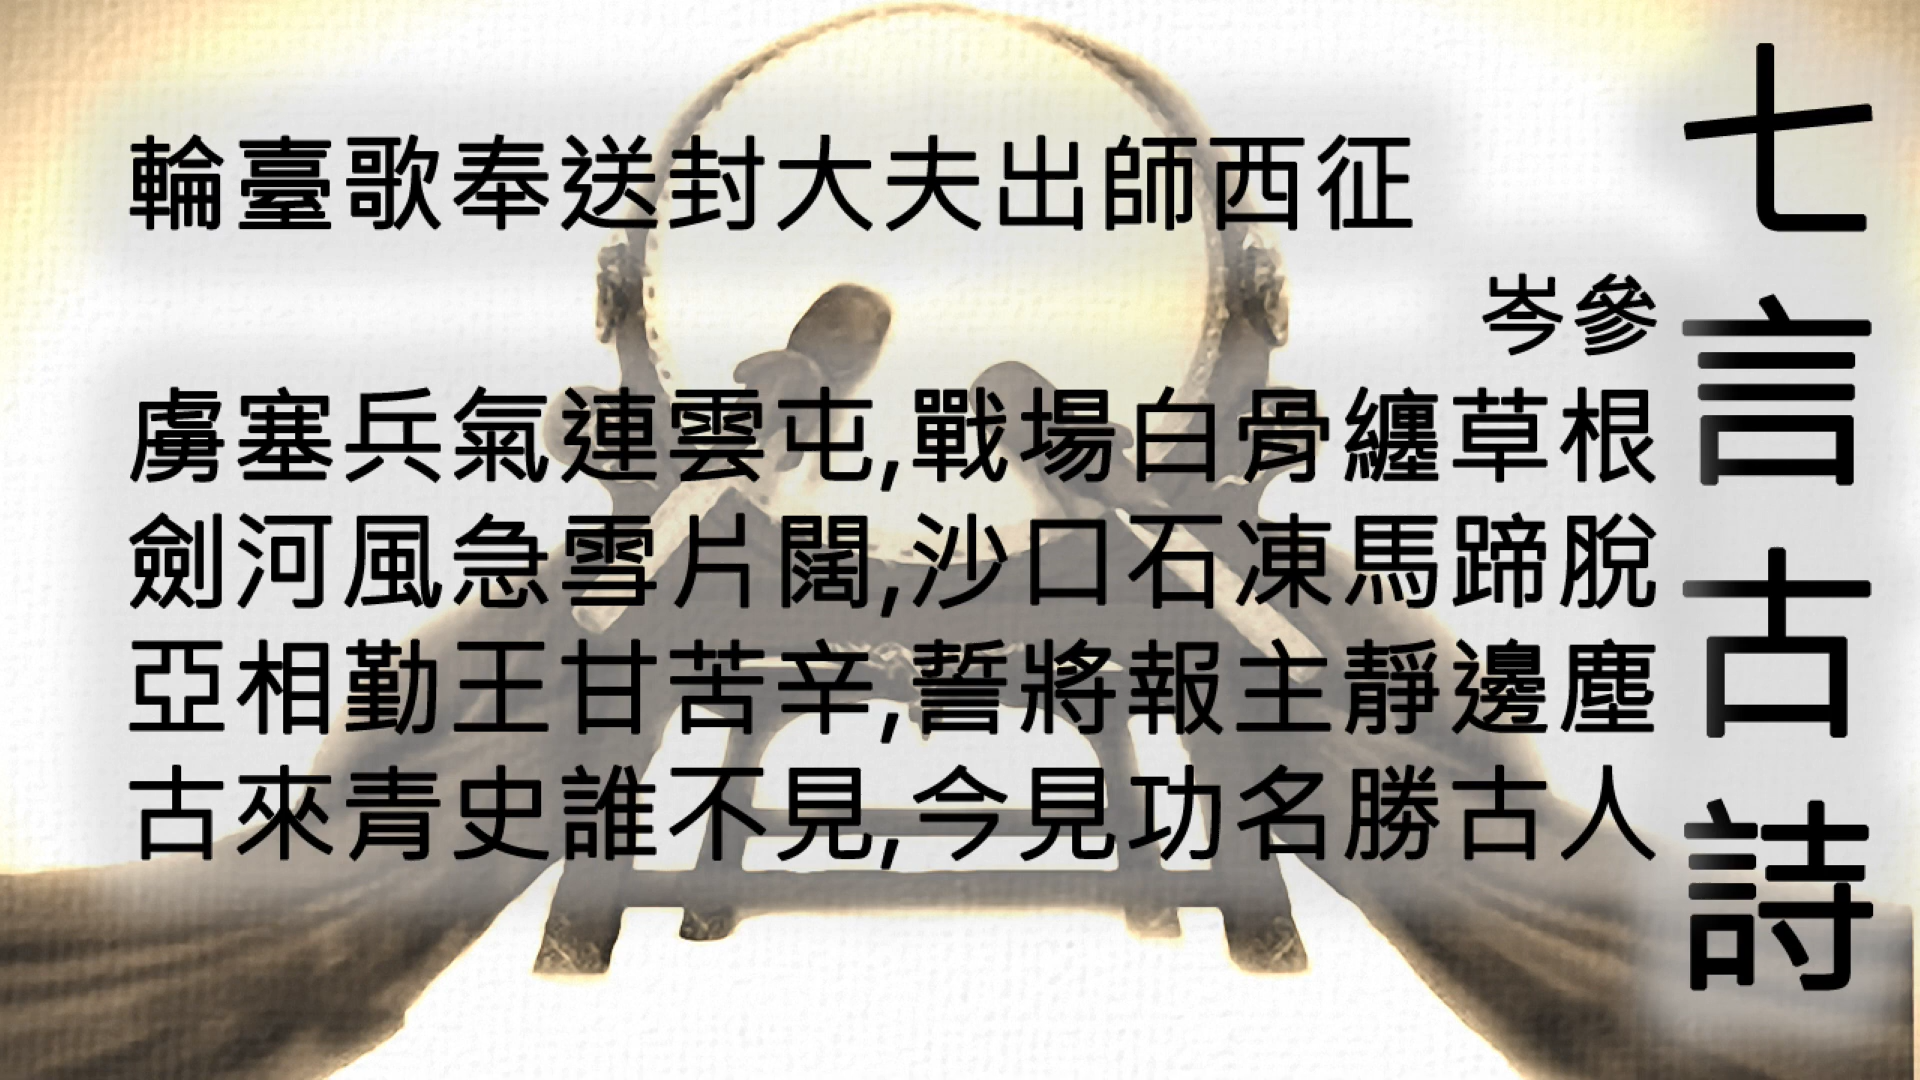 七言古詩
輪臺歌奉送封大夫出師西征
岑參
虜塞兵氣連雲屯,戰場白骨纏草根
劍河風急雪片闊,沙口石凍馬蹄脫
亞相勤王甘苦辛,誓將報主靜邊塵
古來青史誰不見,今見功名勝古人